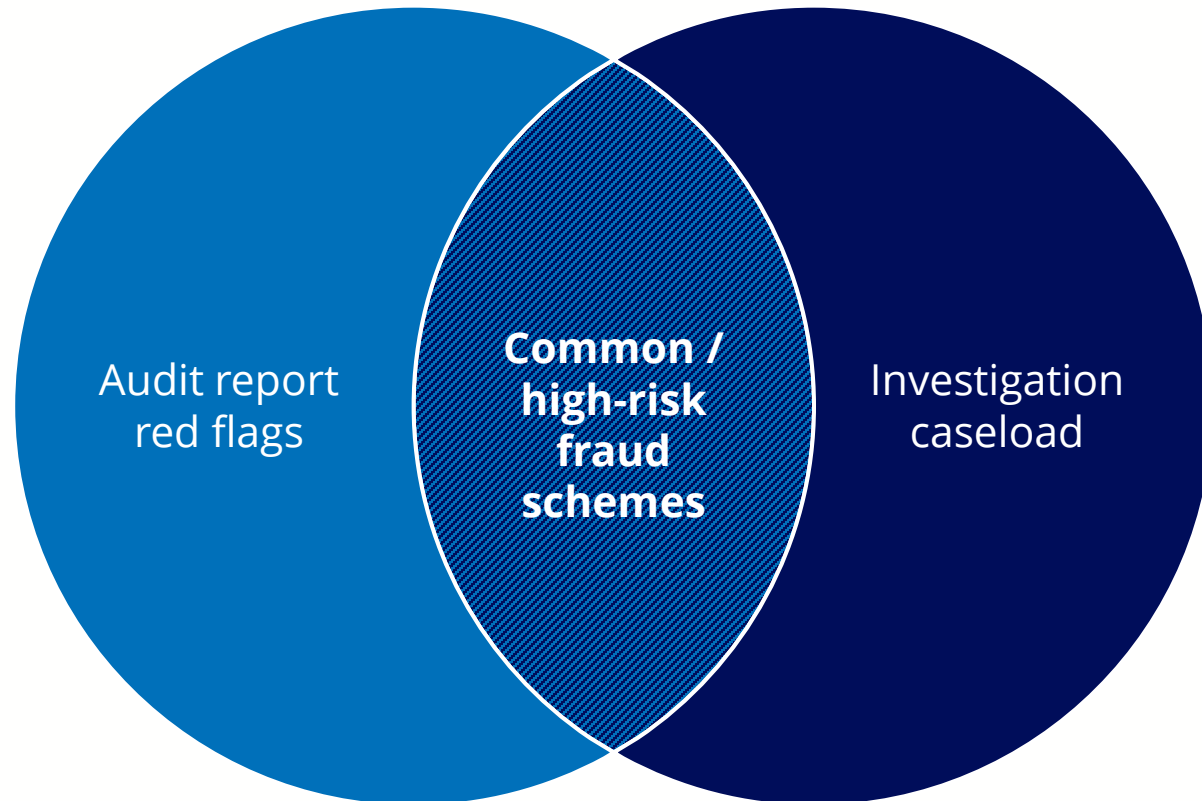 Audit report
red flags
Common /
high-risk
fraud
schemes
Investigation
caseload